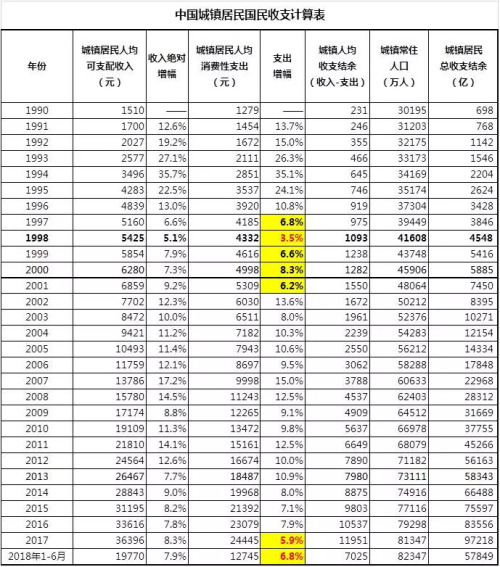 中国城镇居民国民收支计算表
年份 城镇居民人均可支配收入（元） 收入绝对增幅 城镇居民人均消费性支出（元） 支出增幅 城镇人均收支结余（收入-支出） 城镇常住人口（万人） 城镇居民总收支结余（亿）
1990 1510 —— 1279 —— 231 30195 698
1991 1700 12.6% 1454 13.7% 246 31203 768
1992 2027 19.2% 1672 15.0% 355 32175 1142
1993 2577 27.1% 2111 26.3% 466 33173 1546
1994 3496 35.7% 2851 35.1% 645 34169 2204
1995 4283 22.5% 3537 24.1% 746 35174 2624
1996 4839 13.0% 3920 10.8% 919 37304 3428
1997 5160 6.6% 4185 6.8% 975 39449 3846
1998 5425 5.1% 4332 3.5% 1093 41608 4548
1999 5854 7.9% 4616 6.6% 1238 43748 5416
2000 6280 7.3% 4998 8.3% 1282 45906 5885
2001 6859 9.2% 5309 6.2% 1550 48064 7450
2002 7702 12.3% 6030 13.6% 1672 50212 8395
2003 8472 10.0% 6511 8.0% 1961 52376 10271
2004 9421 11.2% 7182 10.3% 2239 54283 12154
2005 10493 11.4% 7943 10.6% 2550 56212 14334
2006 11759 12.1% 8697 9.5% 3062 58288 17848
2007 13786 17.2% 9998 15.0% 3788 60633 22968
2008 15780 14.5% 11243 12.5% 4537 62403 28312
2009 17174 8.8% 12265 9.1% 4909 64512 31669
2010 19109 11.3% 13472 9.8% 5637 66978 37755
2011 21810 14.1% 15161 12.5% 6649 68079 45266
2012 24564 12.6% 16674 10.0% 7890 71182 56163
2013 26467 7.7% 18487 10.9% 7980 73111 58343
2014 28843 9.0% 19968 8.0% 8875 74916 66488
2015 31195 8.2% 21392 7.1% 9803 77116 75597
2016 33616 7.8% 23079 7.9% 10537 79298 83556
2017 36396 8.3% 24445 5.9% 11951 81347 97218
2018年1-6月 19770 7.9% 12745 6.8% 7025 82347 57849